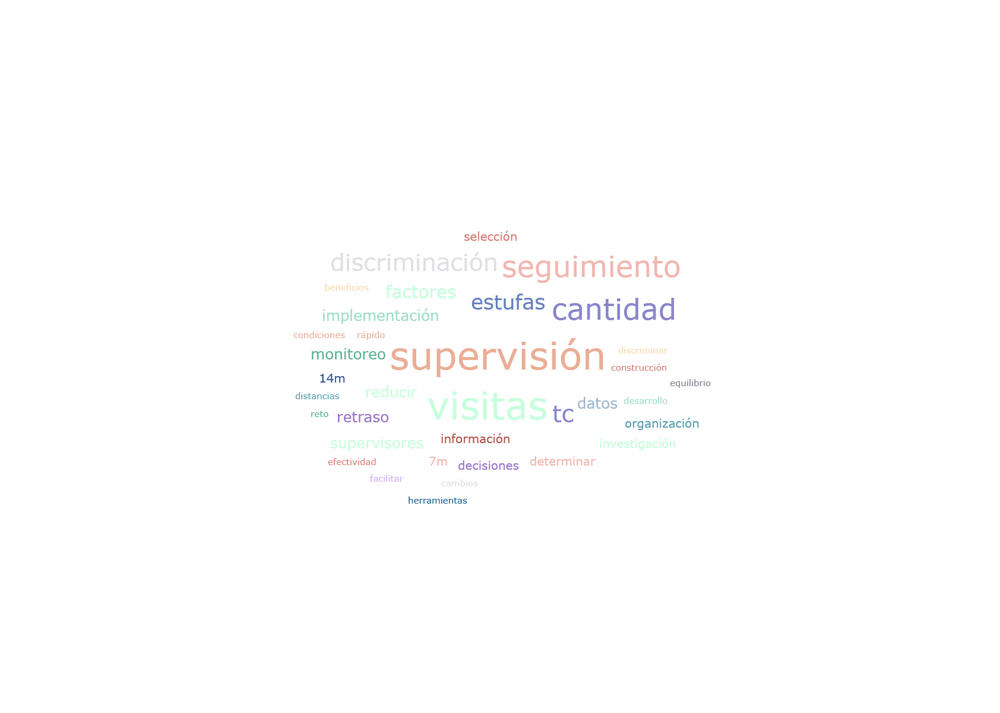 selección
discriminación seguimiento
beneficios factores estufas cantidad
implementación
condiciones rápido
monitoreo supervisión discriminar
construcción
14m equilibrio
distancias reducir visitas datos desarrollo
reto retraso tc organización
supervisores información investigación
efectividad 7m decisiones determinar
facilitar cambios
herramientas